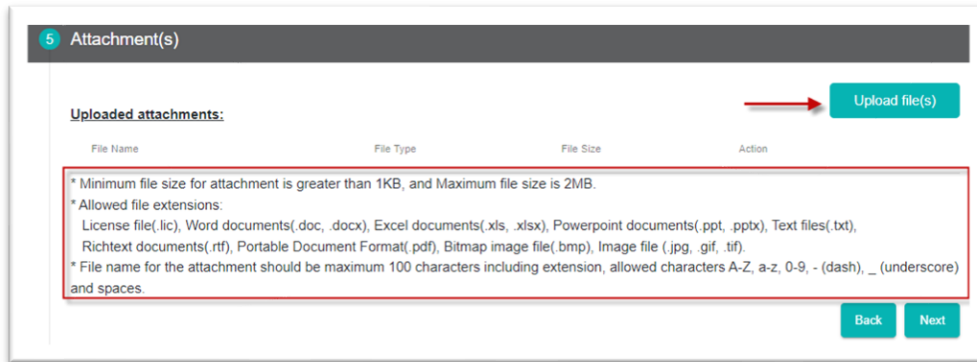 5 Attachment(s)
Upload file(s)
Uploaded attachments:
File Name File Type File Size Action
* Minimum file size for attachment is greater than 1KB, and Maximum file size is 2MB.
* Allowed file extensions:
License file(.lic), Word documents(.doc, .docx), Excel documents(.xls, .xlsx), Powerpoint documents(.ppt, .pptx), Text files(.txt),
Richtext documents(.rtf), Portable Document Format(.pdf), Bitmap image file(.bmp), Image file (.jpg, .gif, .tif).
* File name for the attachment should be maximum 100 characters including extension, allowed characters A-Z, a-z, 0-9, - (dash), _ (underscore)
and spaces.
Back Next